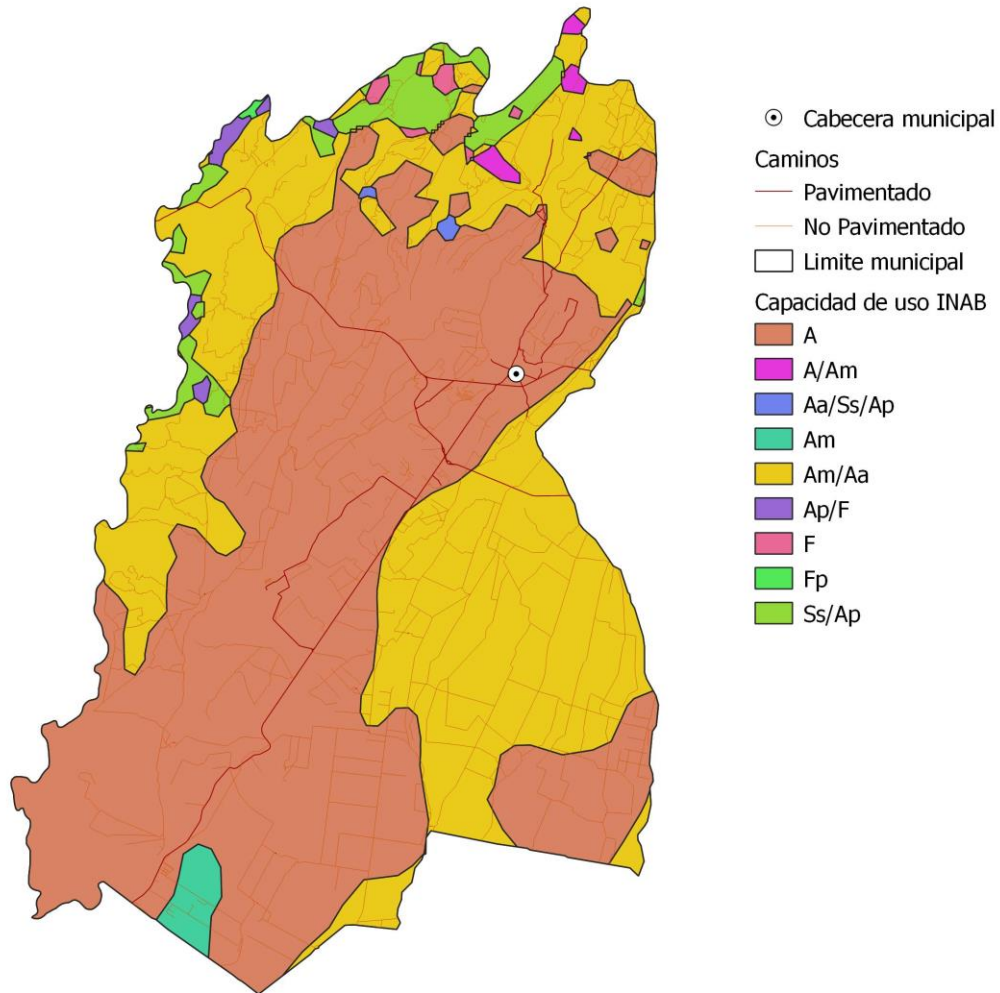 Cabecera municipal
Caminos
Pavimentado
No Pavimentado
Limite municipal
Capacidad de uso INAB
A
A/Am
Aa/Ss/Ap
Am
Am/Aa
Ap/F
F
Fp
Ss/Ap